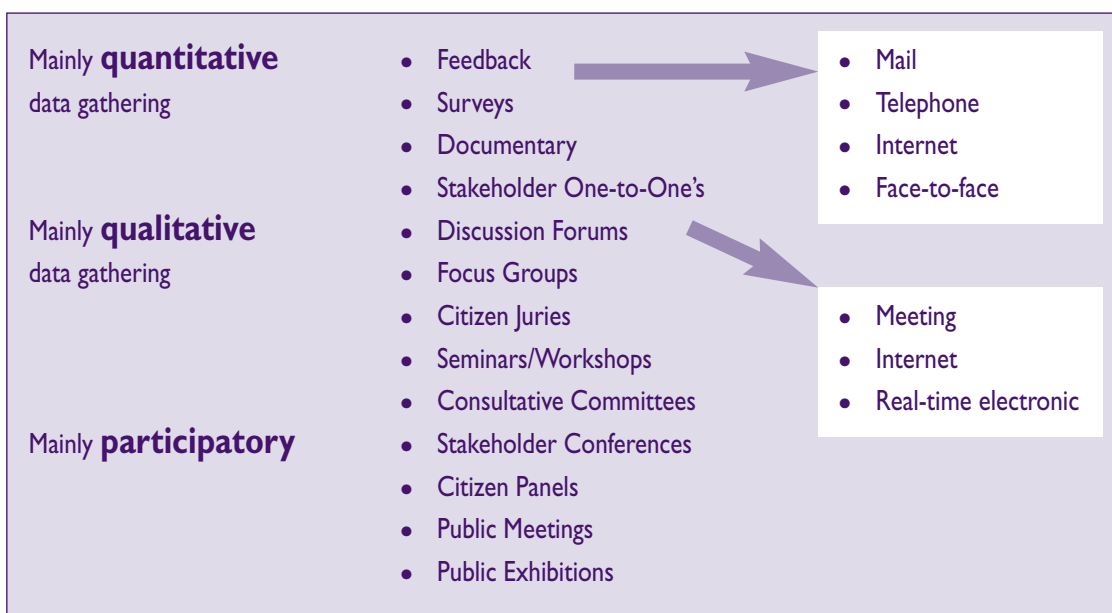 Mainly quantitative
data gathering
Mainly qualitative
data gathering
Mainly participatory
• Feedback
• Surveys
• Documentary
• Stakeholder One-to-One’s
• Discussion Forums
• Focus Groups
• Citizen Juries
• Seminars/Workshops
• Consultative Committees
• Stakeholder Conferences
• Citizen Panels
• Public Meetings
• Public Exhibitions
• Mail
• Telephone
• Internet
• Face-to-face
• Meeting
• Internet
• Real-time electronic